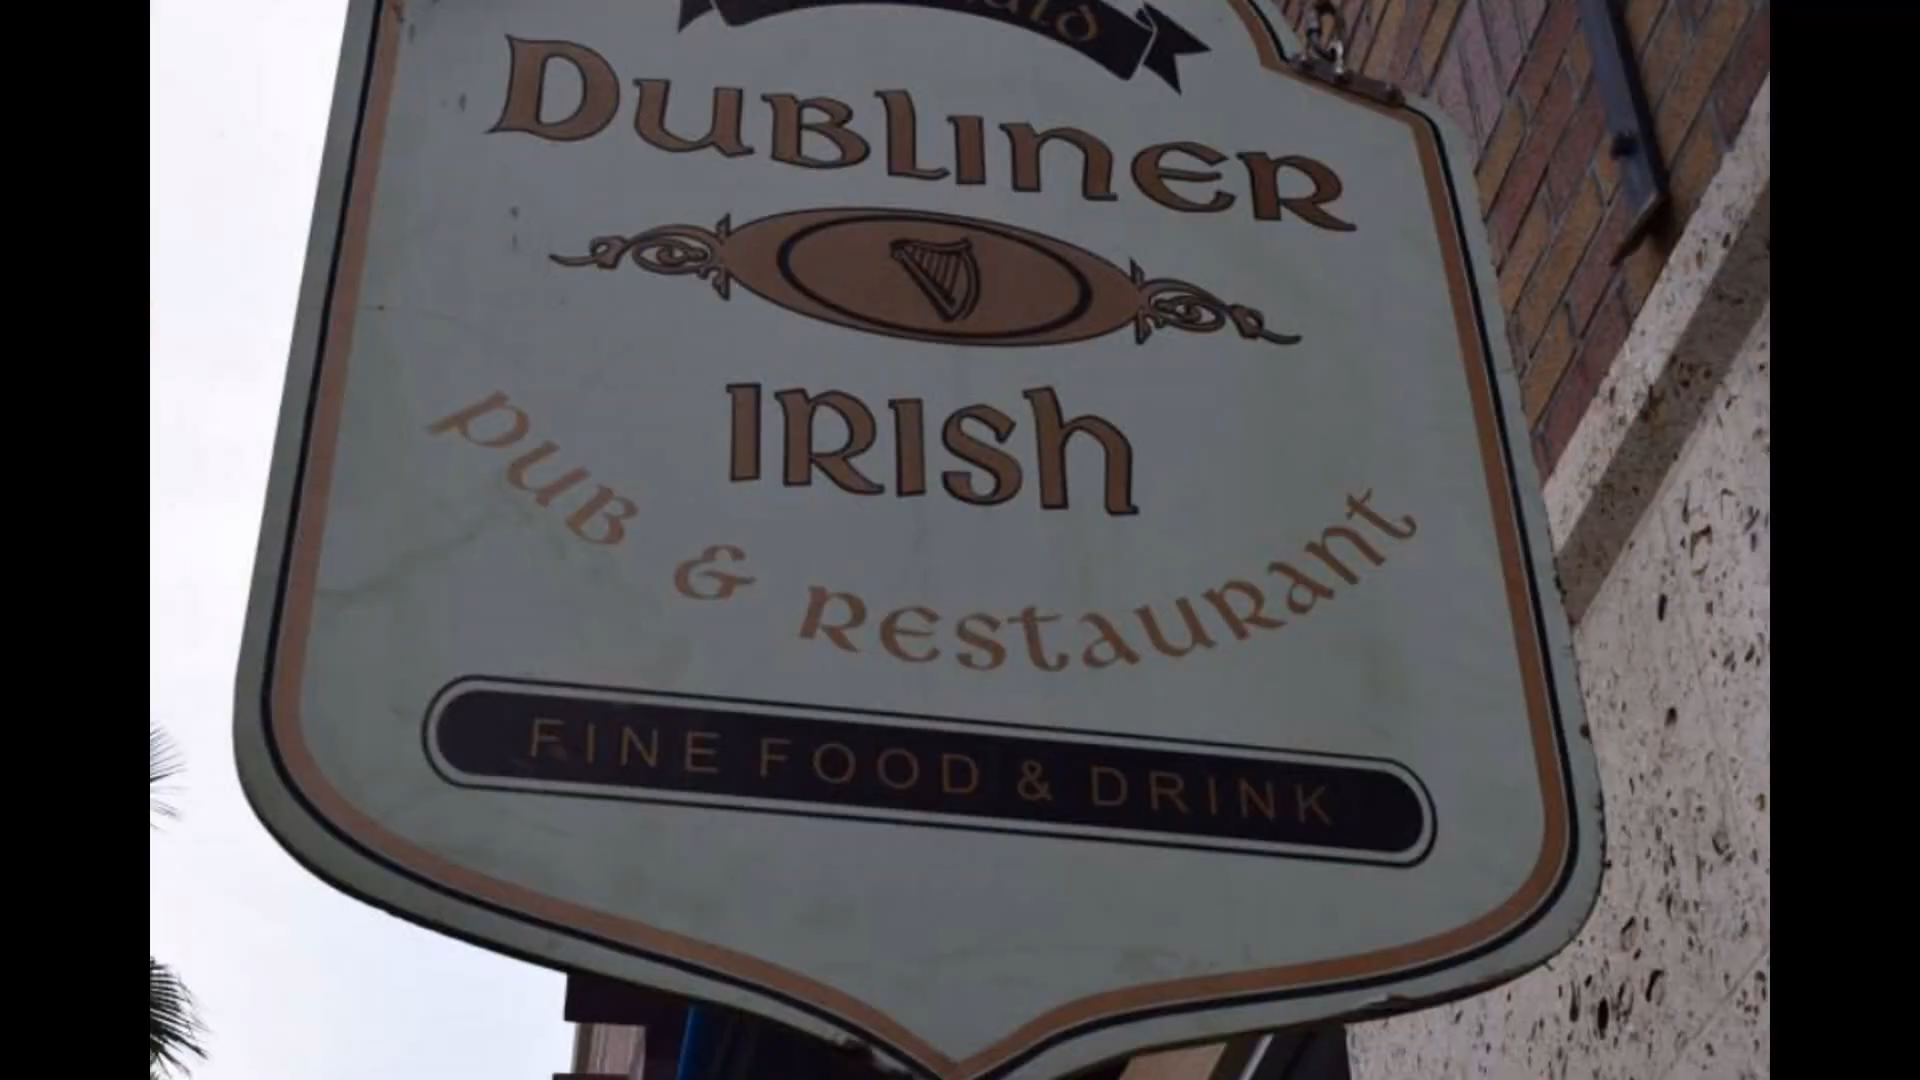 DUBLINER
IRISH
PUB & RESTAURANT
FINE FOOD & DRINK